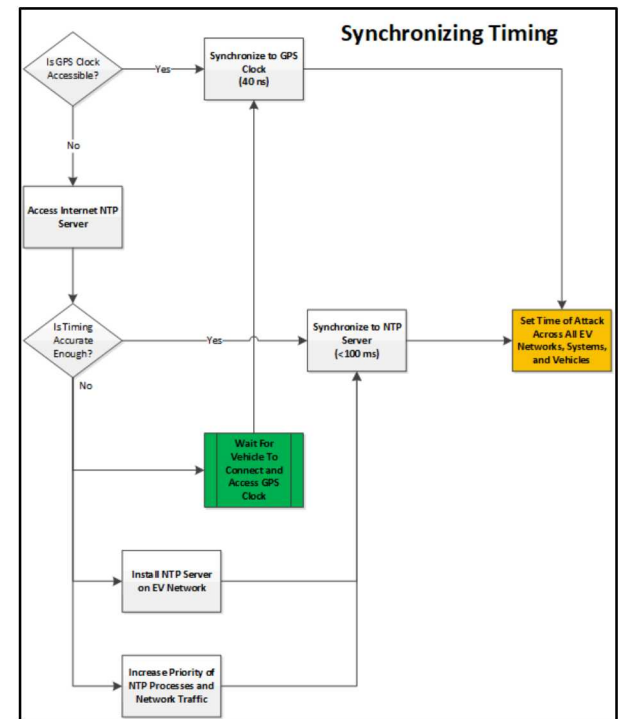 Synchronizing Timing
Is GPS Clock
Accessible?
Yes
Synchronize to GPS
Clock
(40 ns)
No
Access Internet NTP
Server
Is Timing
Accurate
Enough?
Yes
Synchronize to NTP
Server
(<100 ms)
Set Time of Attack
Across All EV
Networks, Systems,
and Vehicles
No
Wait For
Vehicle To
Connect and
Access GPS
Clock
Install NTP Server
on EV Network
Increase Priority of
NTP Processes and
Network Traffic